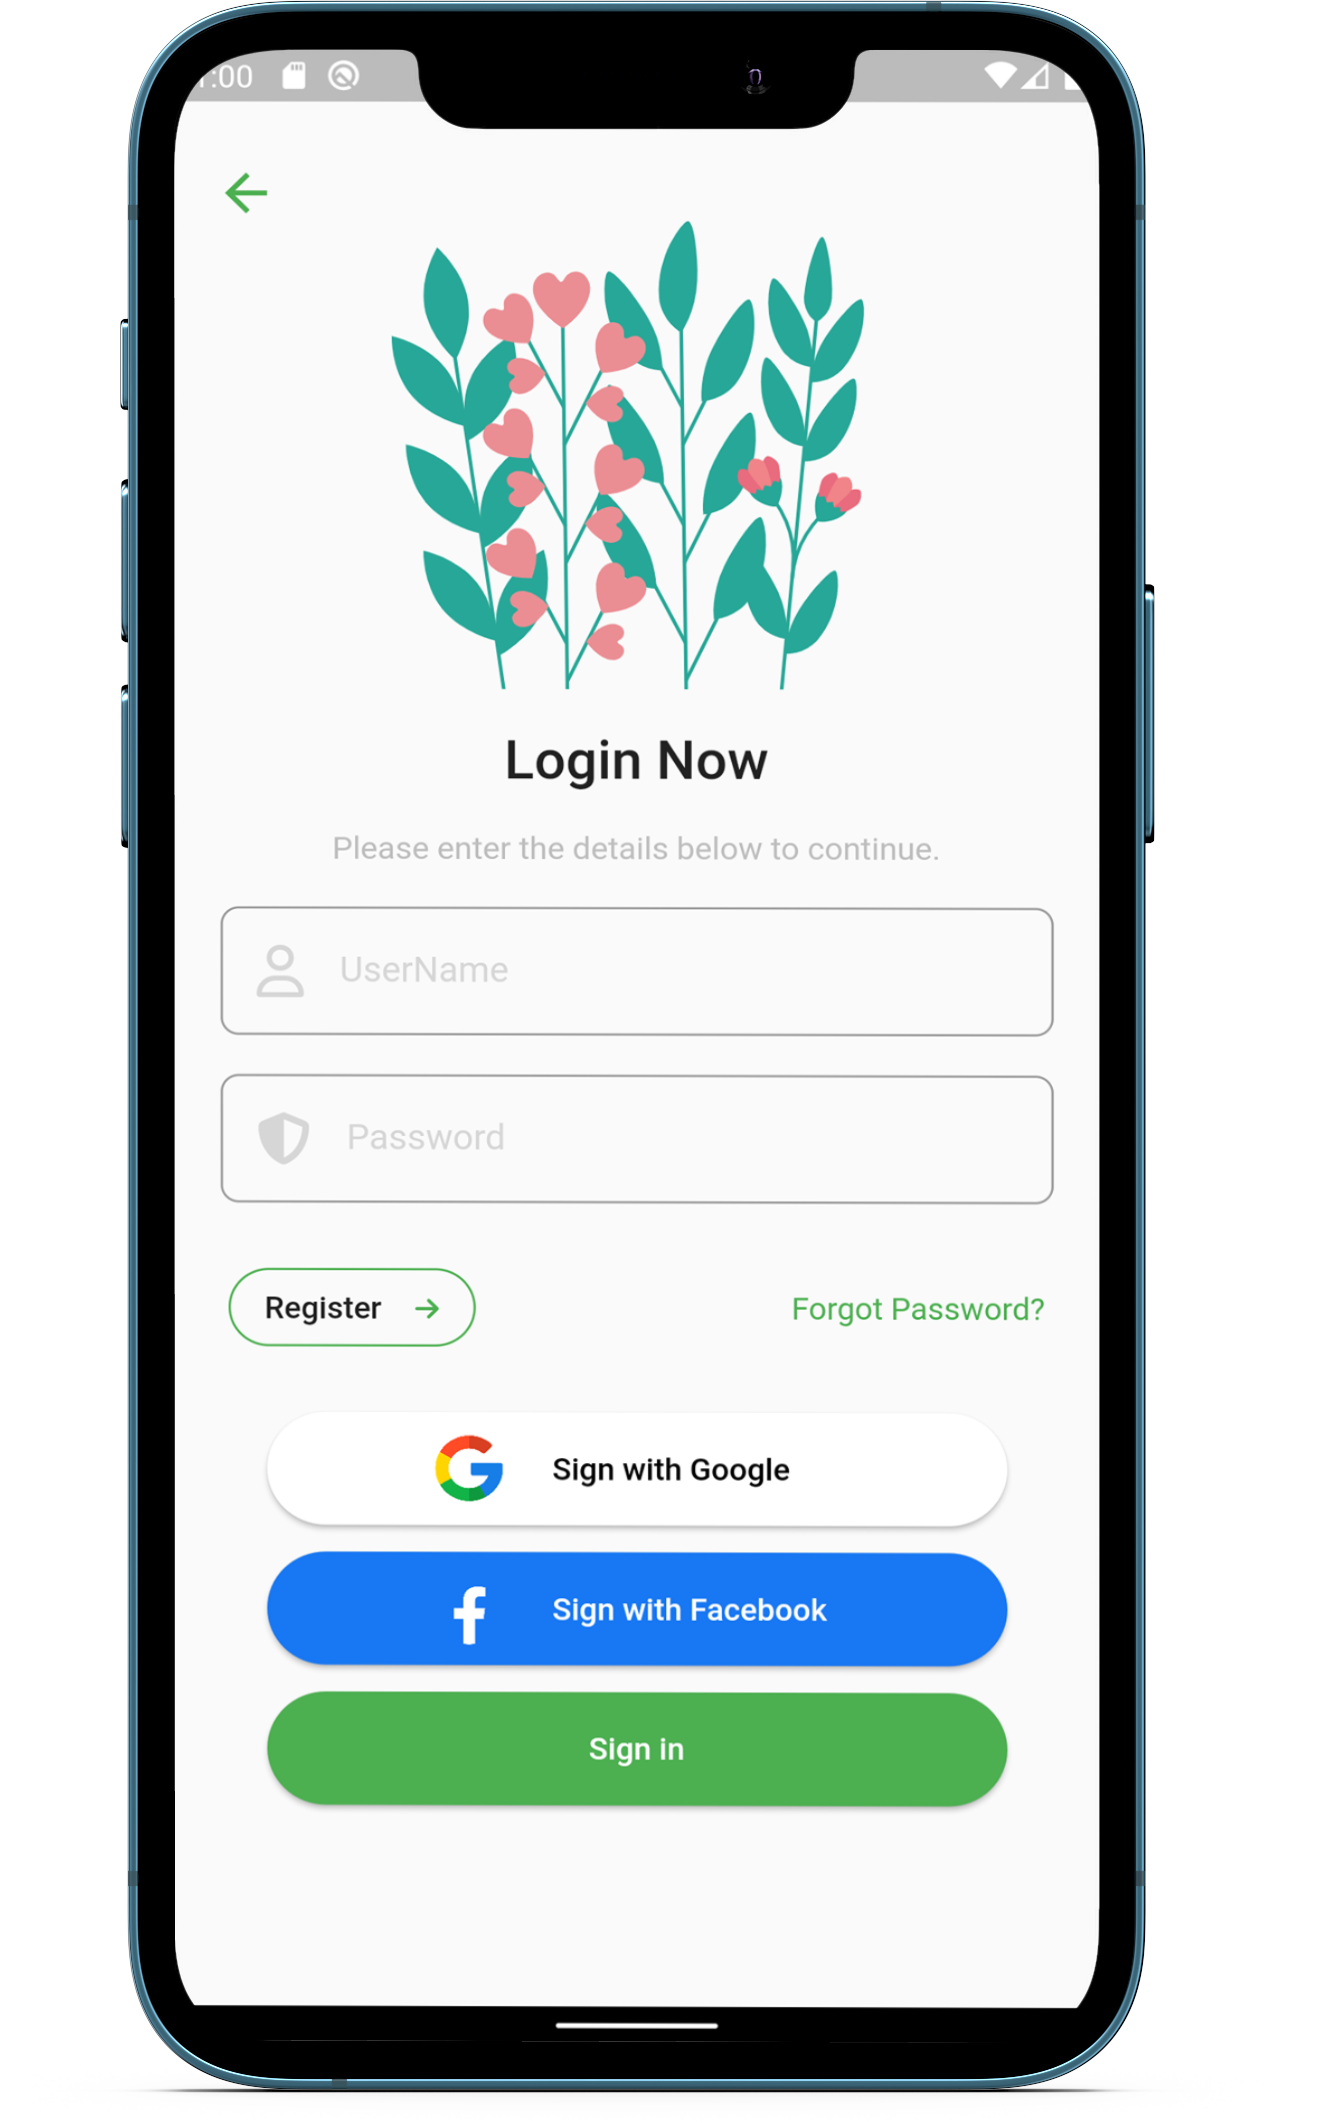 :00
Login Now
Please enter the details below to continue.
UserName
Password
Register
Forgot Password?
Sign with Google
Sign with Facebook
Sign in